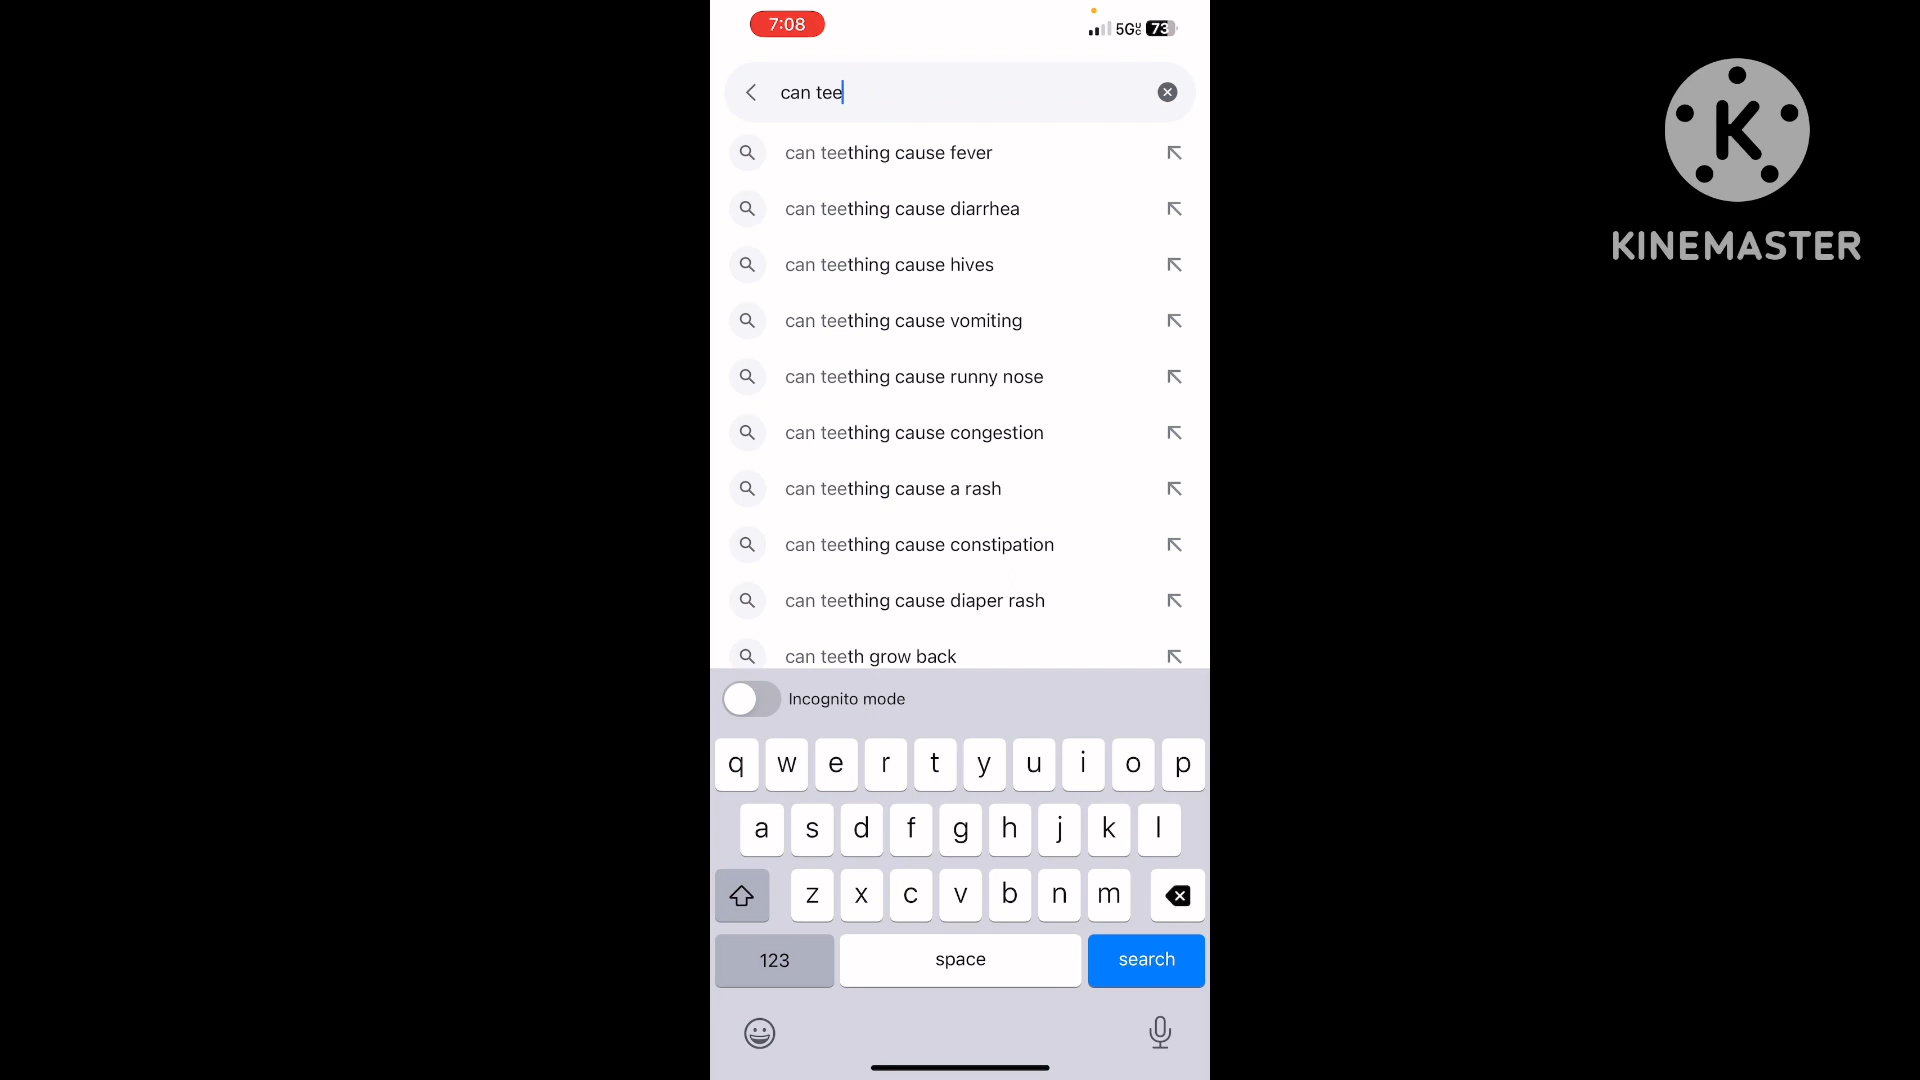 7:08
5G UC 73
can tee
can teething cause fever
can teething cause diarrhea
can teething cause hives
can teething cause vomiting
can teething cause runny nose
can teething cause congestion
can teething cause a rash
can teething cause constipation
can teething cause diaper rash
can teeth grow back
Incognito mode
q w e r t y u i o p
a s d f g h j k l
z x c v b n m
123 space search
K
KINEMASTER